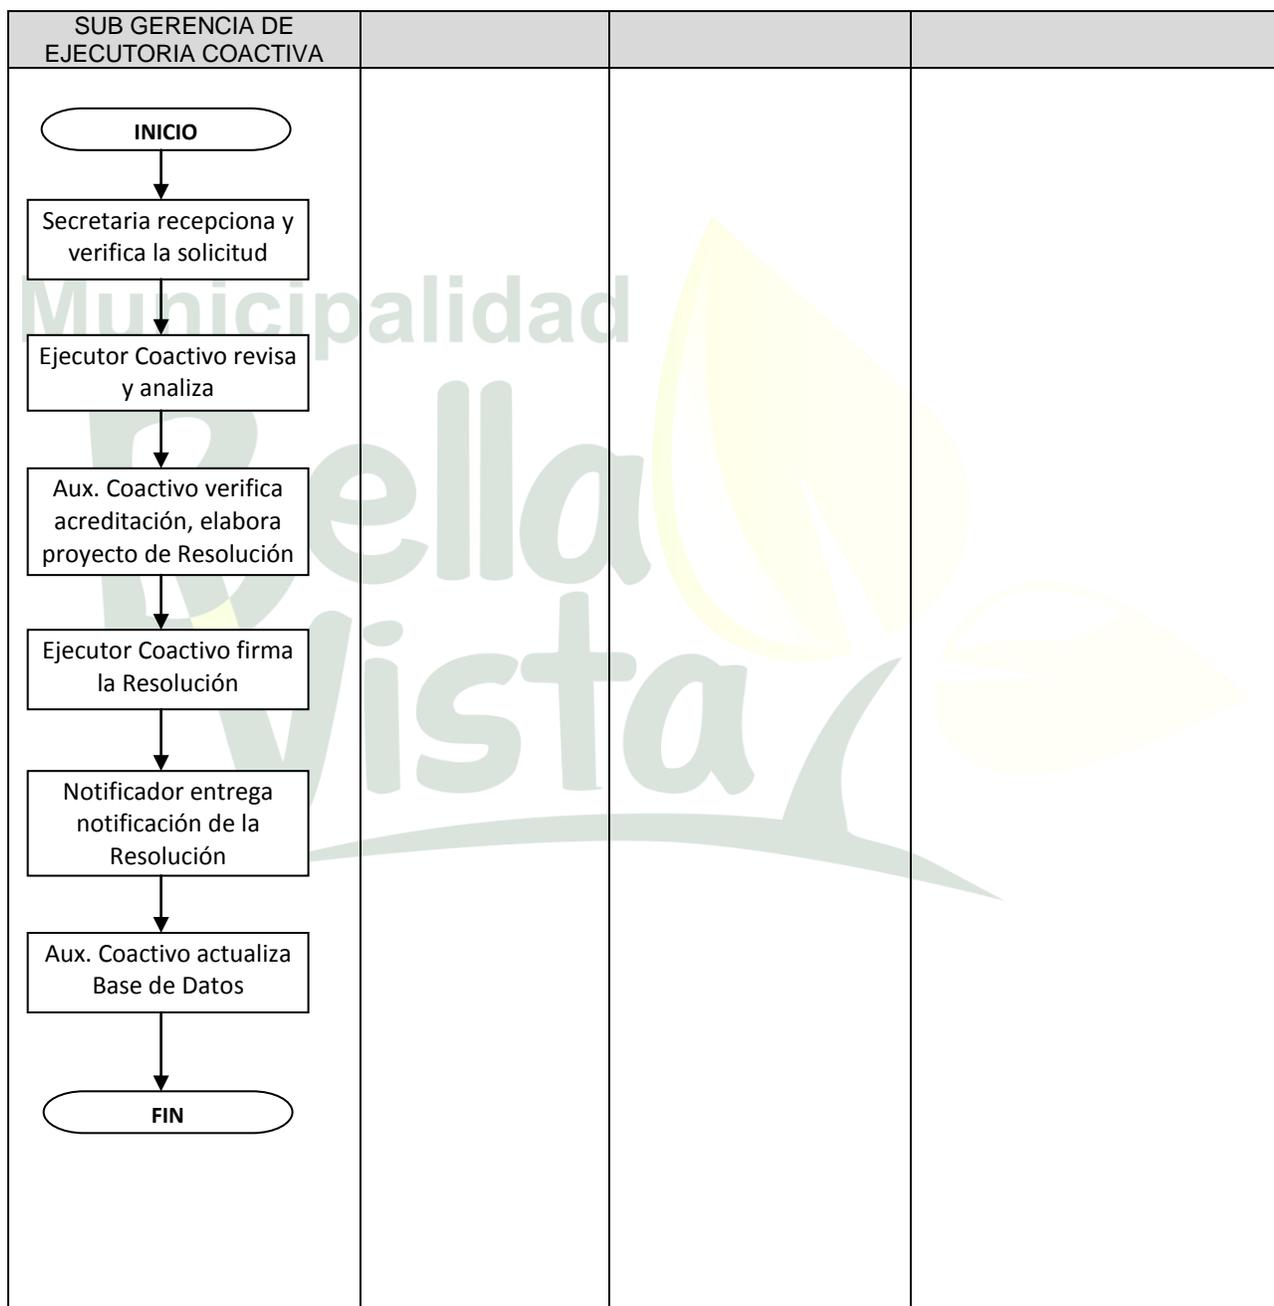 SUB GERENCIA DE
EJECUTORIA COACTIVA
INICIO
Secretaria recepciona y
verifica la solicitud
Municipalidad
Ejecutor Coactivo revisa
y analiza
Bella
Aux. Coactivo verifica
acreditación, elabora
proyecto de Resolución
Vista
Ejecutor Coactivo firma
la Resolución
Notificador entrega
notificación de la
Resolución
Aux. Coactivo actualiza
Base de Datos
FIN